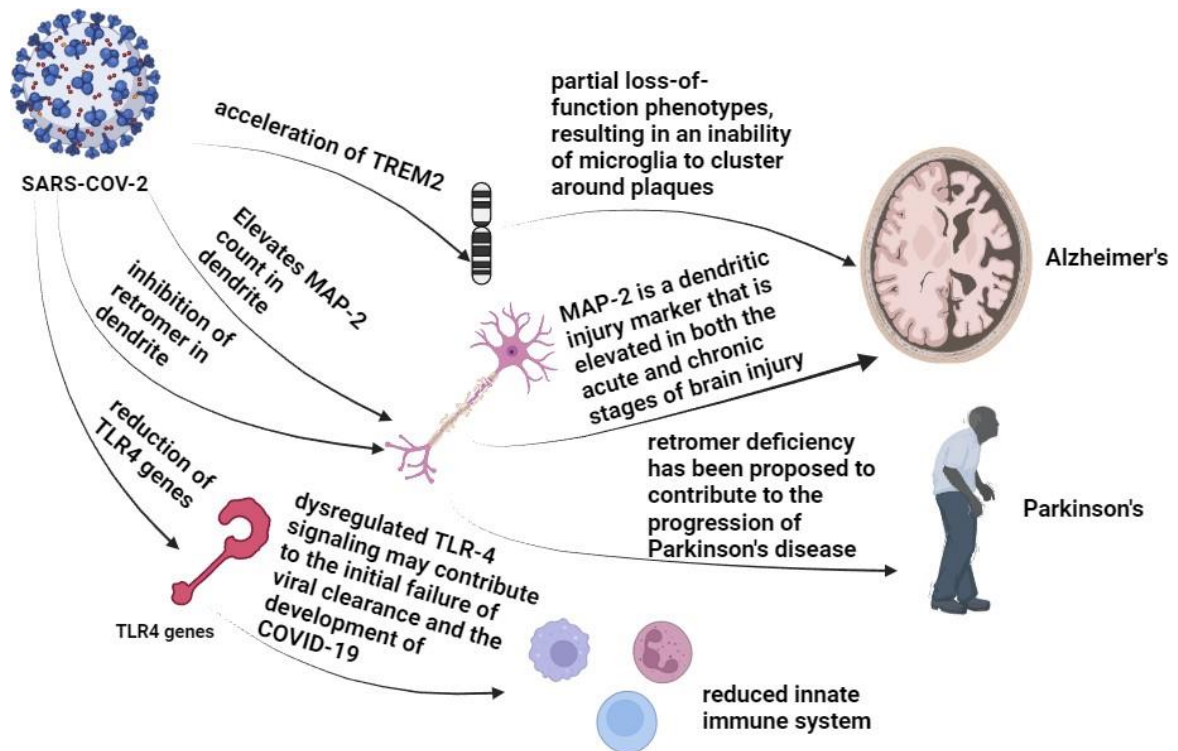 SARS-COV-2
acceleration of TREM2
partial loss-of-
function phenotypes,
resulting in an inability
of microglia to cluster
around plaques
Alzheimer's
Elevates MAP-2
count in
dendrite
MAP-2 is a dendritic
injury marker that is
elevated in both the
acute and chronic
stages of brain injury
inhibition of
retromer in
dendrite
retromer deficiency
has been proposed to
contribute to the
progression of
Parkinson's disease
Parkinson's
reduction of
TLR4 genes
TLR4 genes
dysregulated TLR-4
signaling may contribute
to the initial failure of
viral clearance and the
development of
COVID-19
reduced innate
immune system